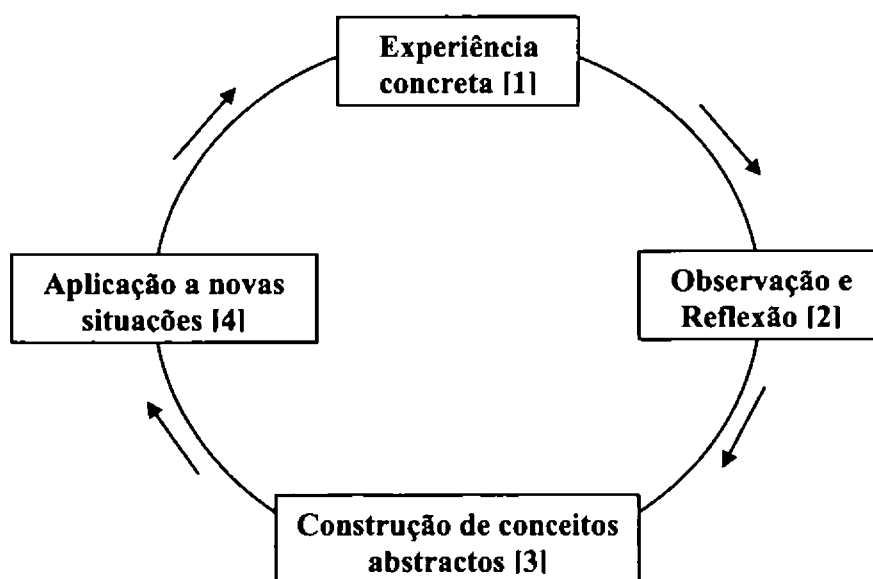 Experiência
concreta [1]
Observação e
Reflexão [2]
Construção de conceitos
abstractos [3]
Aplicação a novas
situações [4]